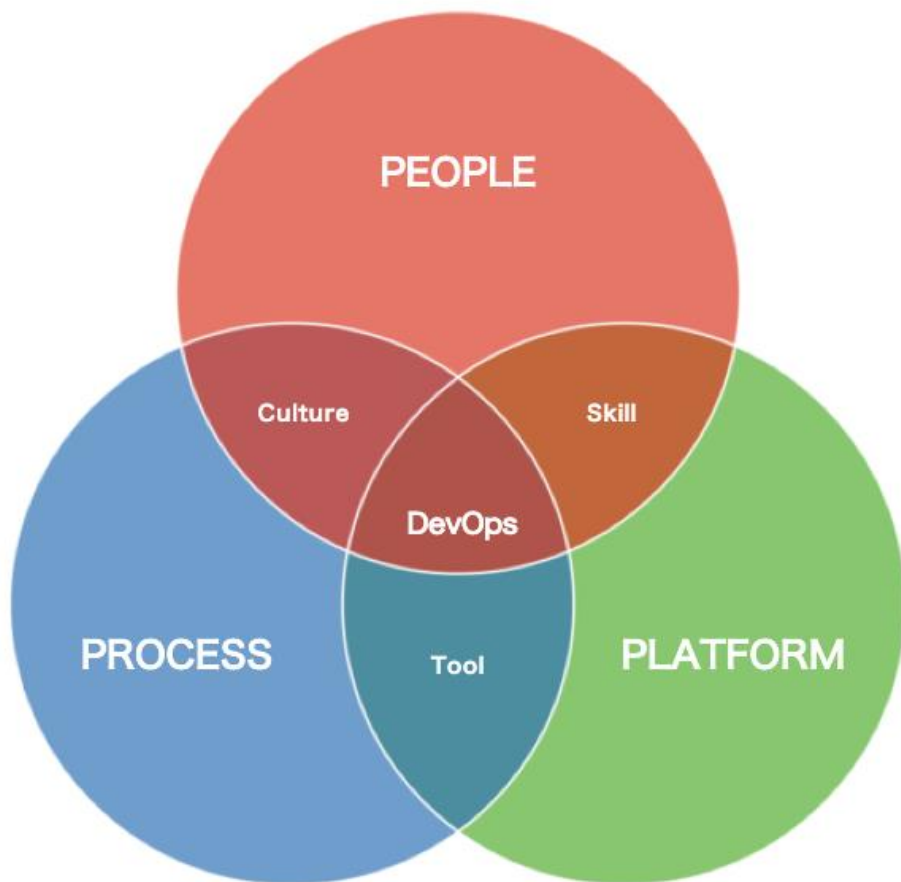 PEOPLE
Culture
Skill
DevOps
PROCESS
Tool
PLATFORM